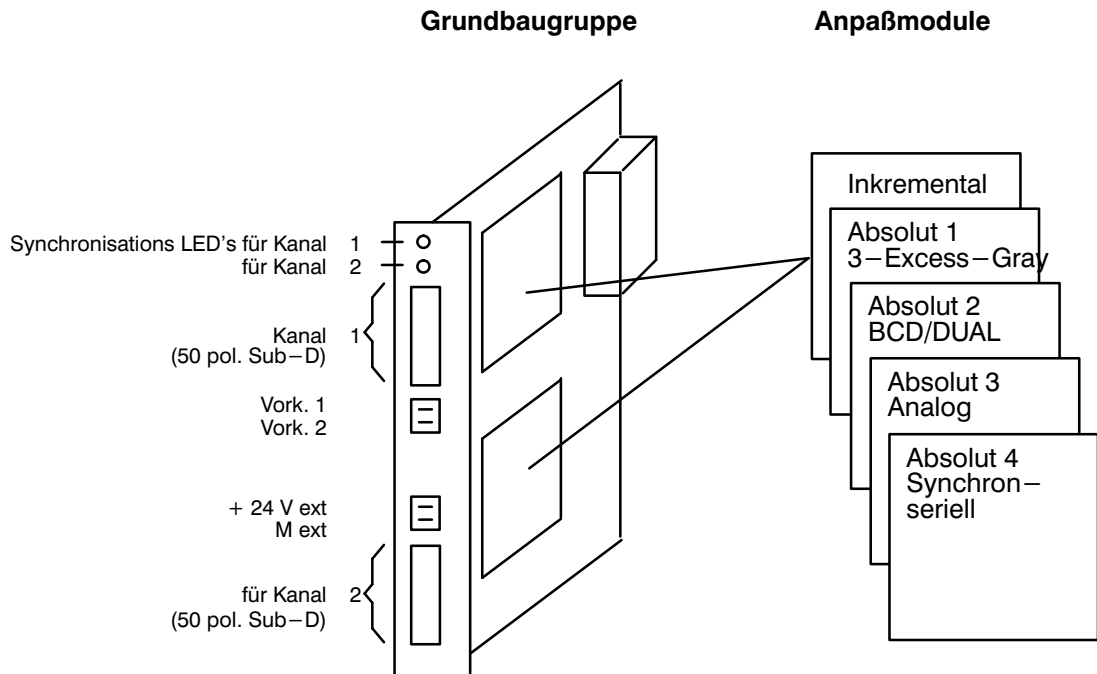 Grundbaugruppe
Anpaßmodule
Synchronisations LED's für Kanal 1
für Kanal 2
Kanal 1
(50 pol. Sub−D)
Vork. 1
Vork. 2
+ 24 V ext
M ext
für Kanal 2
(50 pol. Sub−D)
Inkremental
Absolut 1
3−Excess−Gray
Absolut 2
BCD/DUAL
Absolut 3
Analog
Absolut 4
Synchron−
seriell